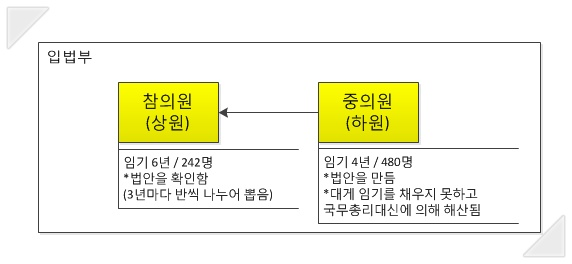 입법부
참의원
(상원)
중의원
(하원)
임기 6년 / 242명
*법안을 확인함
(3년마다 반씩 나누어 뽑음)
임기 4년 / 480명
*법안을 만듬
*대게 임기를 채우지 못하고
국무총리대신에 의해 해산됨